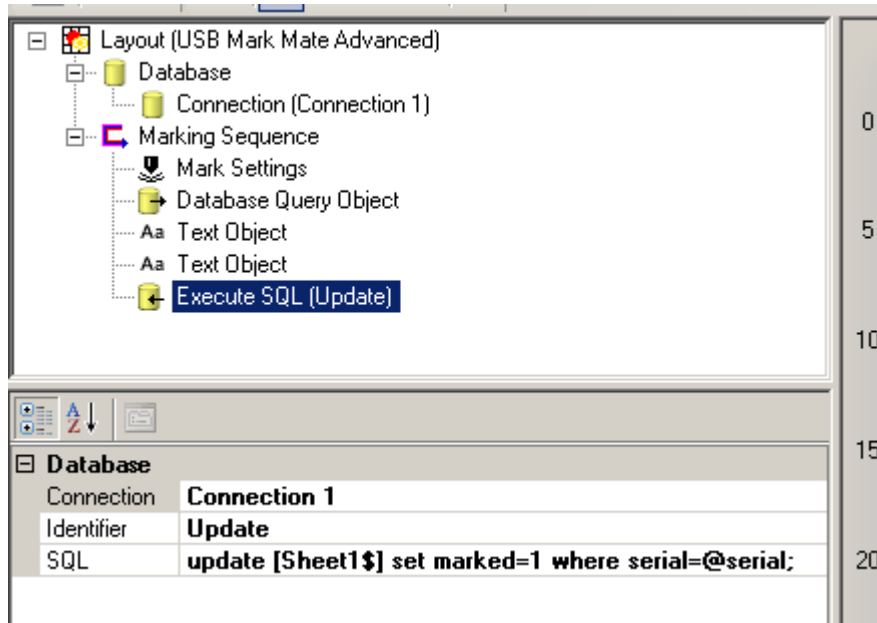 Layout (USB Mark Mate Advanced)
Database
Connection (Connection 1)
Marking Sequence
Mark Settings
Database Query Object
Aa Text Object
Aa Text Object
Execute SQL (Update)
0
5
10
15
20
A
Z
Database
Connection Connection 1
Identifier Update
SQL update [Sheet1$] set marked=1 where serial=@serial;